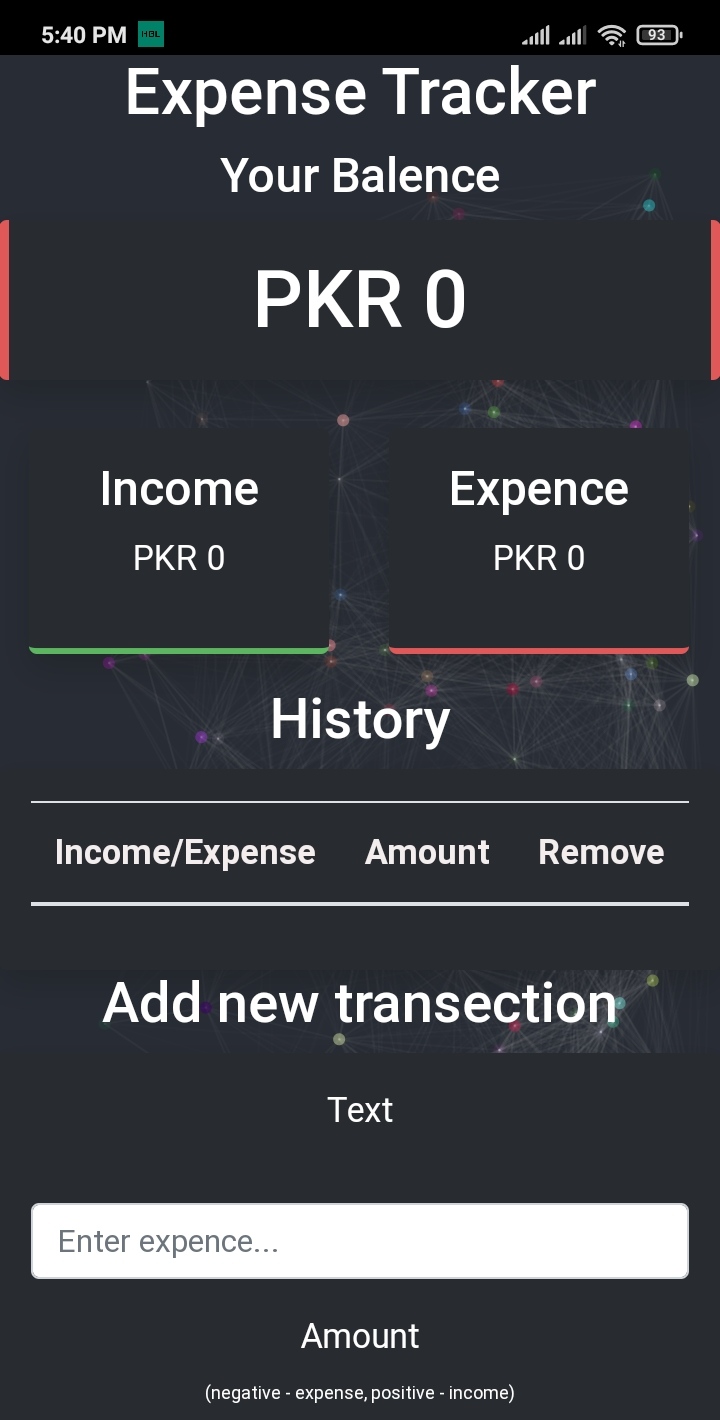 5:40 PM HBL 93
Expense Tracker
Your Balence
PKR 0
Income Expence
PKR 0 PKR 0
History
Income/Expense Amount Remove
Add new transection
Text
Enter expence...
Amount
(negative - expense, positive - income)